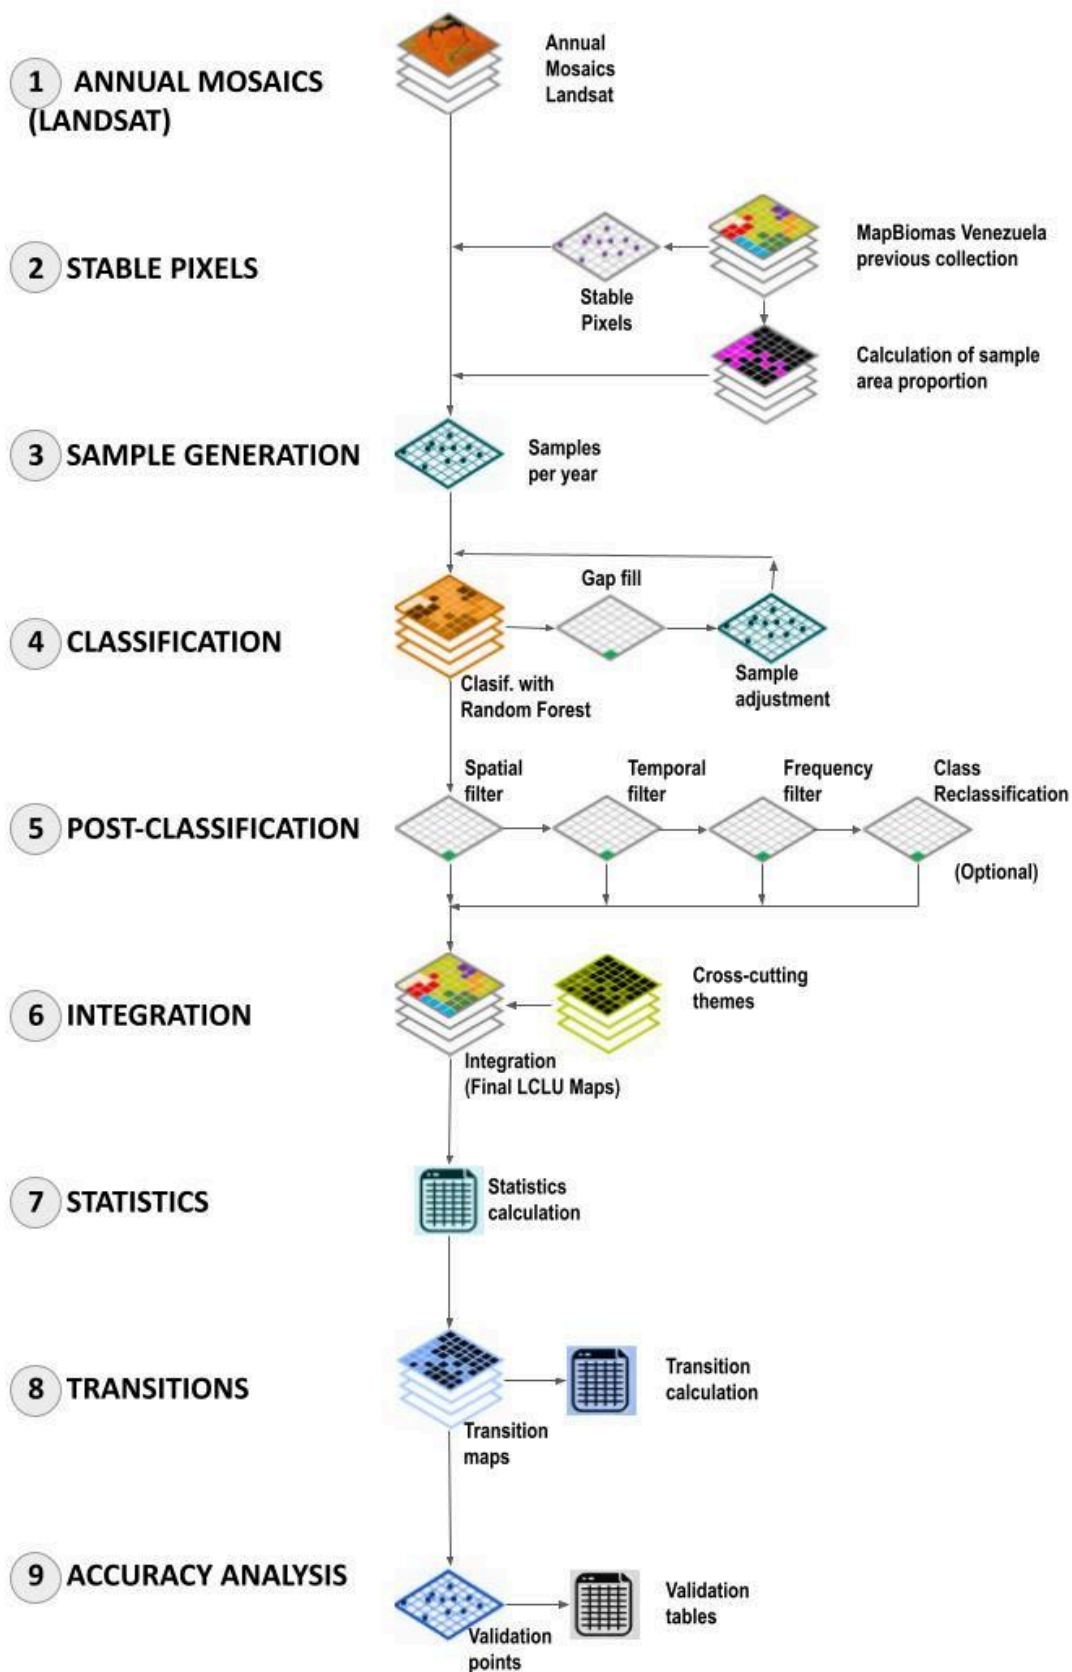 Annual
Mosaics
Landsat
1 ANNUAL MOSAICS
(LANDSAT)
MapBiomas Venezuela
previous collection
2 STABLE PIXELS
Stable
Pixels
Calculation of sample
area proportion
3 SAMPLE GENERATION
Samples
per year
Gap fill
4 CLASSIFICATION
Clasif. with
Random Forest
Sample
adjustment
Spatial
filter
Temporal
filter
Frequency
filter
Class
Reclassification
5 POST-CLASSIFICATION
(Optional)
Cross-cutting
themes
6 INTEGRATION
Integration
(Final LCLU Maps)
7 STATISTICS
Statistics
calculation
8 TRANSITIONS
Transition
calculation
Transition
maps
9 ACCURACY ANALYSIS
Validation
tables
Validation
points